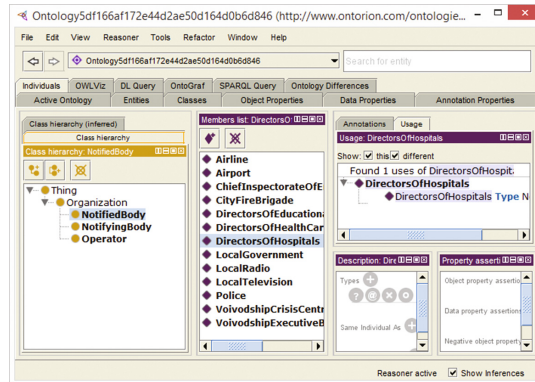 Ontology5df166af172e44d2ae50d164d0b6d846 (http://www.ontorion.com/ontologie...
File Edit View Reasoner Tools Refactor Window Help
Ontology5df166af172e44d2ae50d164d0b6d846
Search for entity
Individuals OWLViz DL Query OntoGraf SPARQL Query Ontology Differences
Active Ontology Entities Classes Object Properties Data Properties Annotation Properties
Class hierarchy (inferred)
Class hierarchy
Class hierarchy: NotifiedBody
Thing
Organization
NotifiedBody
NotifyingBody
Operator
Members list: DirectorsO
Airline
Airport
ChiefInspectorateOfE
CityFireBrigade
DirectorsOfEducationa
DirectorsOfHealthCar
DirectorsOfHospitals
LocalGovernment
LocalRadio
LocalTelevision
Police
VoivodshipCrisisCentr
VoivodshipExecutiveB
Annotations Usage
Usage: DirectorsOfHospitals
Show: this different
Found 1 uses of DirectorsOfHospita
DirectorsOfHospitals
DirectorsOfHospitals Type N
Description: Dire
Types
Same Individual As
Property asserti
Object property assertio
Data property assertions
Negative object property
Reasoner active Show Inferences